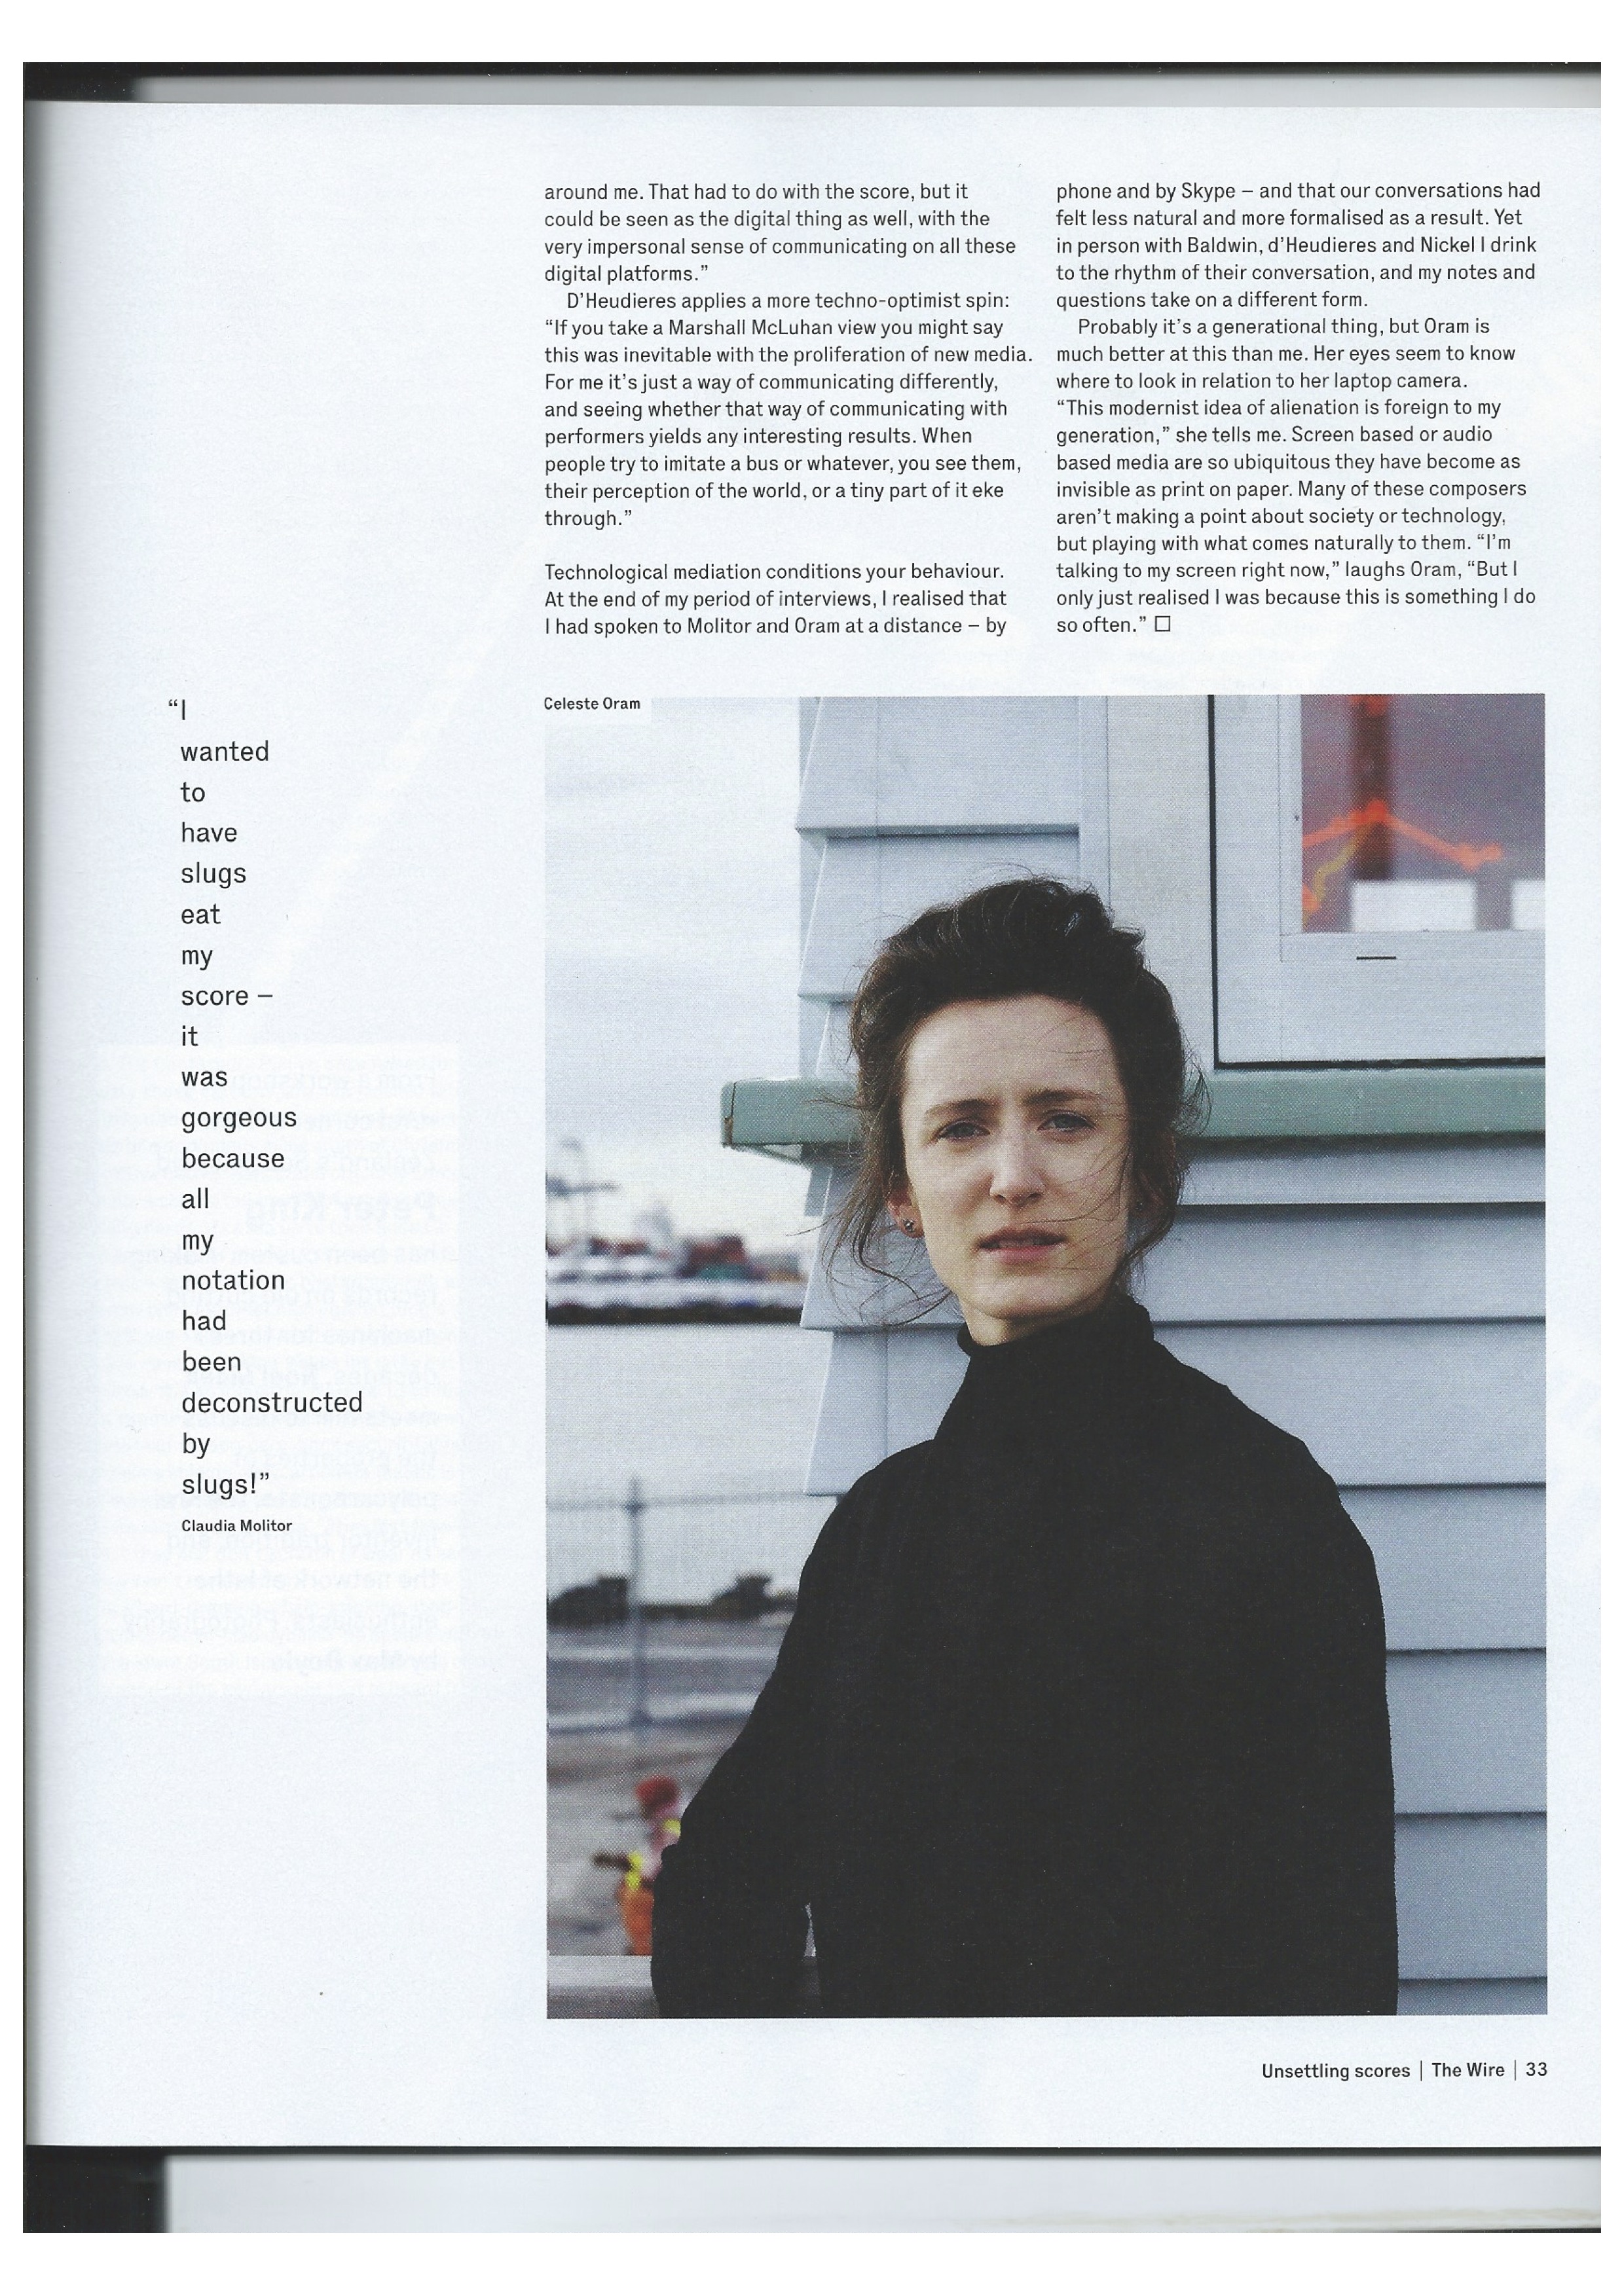 around me. That had to do with the score, but it
could be seen as the digital thing as well, with the
very impersonal sense of communicating on all these
digital platforms.”
D’Heudieres applies a more techno-optimist spin:
“If you take a Marshall McLuhan view you might say
this was inevitable with the proliferation of new media.
For me it’s just a way of communicating differently,
and seeing whether that way of communicating with
performers yields any interesting results. When
people try to imitate a bus or whatever, you see them,
their perception of the world, or a tiny part of it eke
through.”
Technological mediation conditions your behaviour.
At the end of my period of interviews, I realised that
I had spoken to Molitor and Oram at a distance – by
phone and by Skype – and that our conversations had
felt less natural and more formalised as a result. Yet
in person with Baldwin, d’Heudieres and Nickel I drink
to the rhythm of their conversation, and my notes and
questions take on a different form.
Probably it’s a generational thing, but Oram is
much better at this than me. Her eyes seem to know
where to look in relation to her laptop camera.
“This modernist idea of alienation is foreign to my
generation,” she tells me. Screen based or audio
based media are so ubiquitous they have become as
invisible as print on paper. Many of these composers
aren’t making a point about society or technology,
but playing with what comes naturally to them. “I’m
talking to my screen right now,” laughs Oram, “But I
only just realised I was because this is something I do
so often.” □
“I
wanted
to
have
slugs
eat
my
score –
it
was
gorgeous
because
all
my
notation
had
been
deconstructed
by
slugs!”
Claudia Molitor
Celeste Oram
Unsettling scores | The Wire | 33